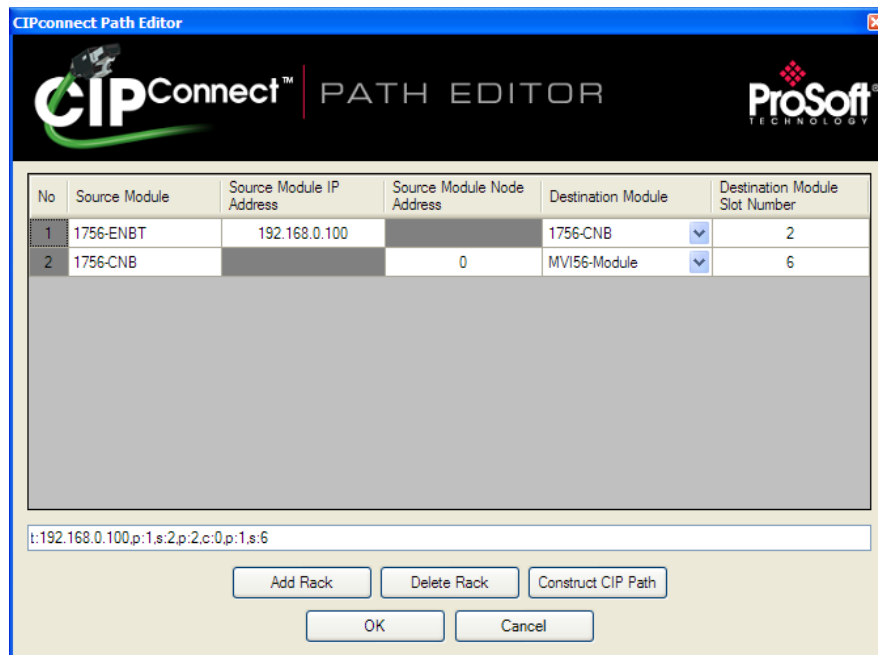 CIPconnect Path Editor
CIPConnect™ PATH EDITOR
ProSoft®
TECHNOLOGY
No Source Module Source Module IP Address Source Module Node Address Destination Module Destination Module Slot Number
1 1756-ENBT 192.168.0.100 1756-CNB 2
2 1756-CNB 0 MVI56-Module 6
t:192.168.0.100,p:1,s:2,p:2,c:0,p:1,s:6
Add Rack Delete Rack Construct CIP Path
OK Cancel